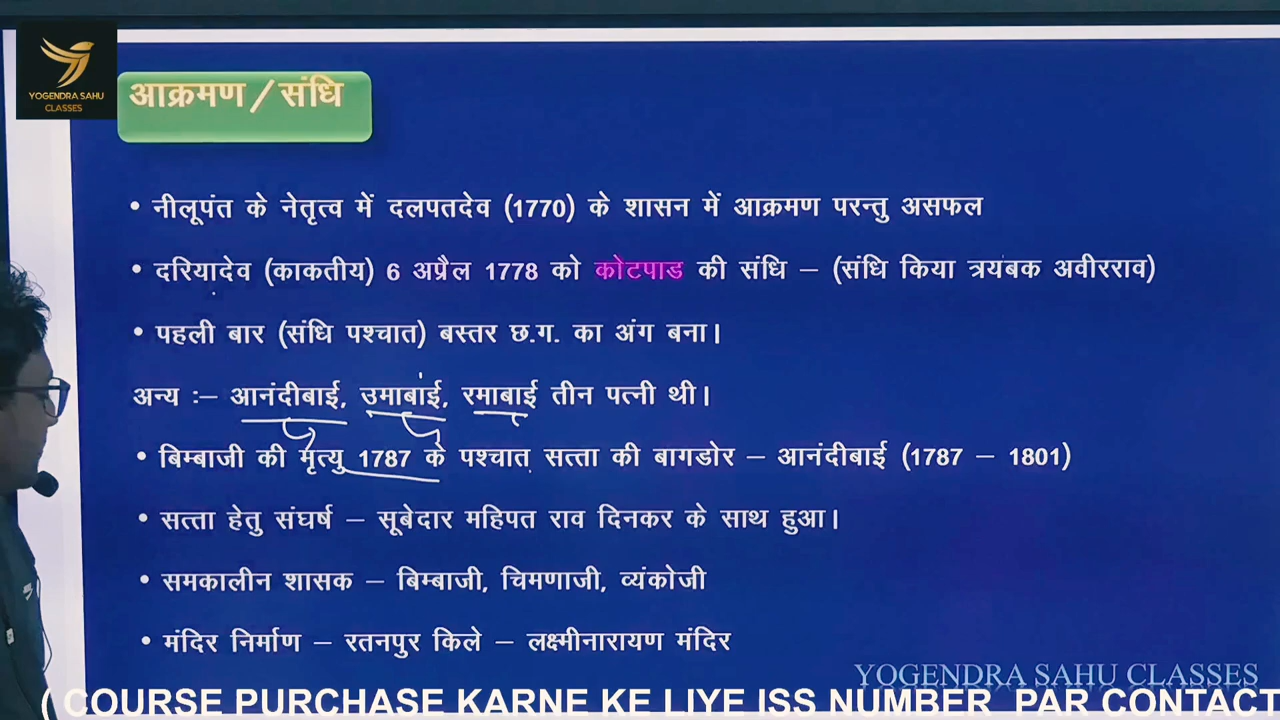 YOGENDRA SAHU
CLASSES
आक्रमण / संधि
• नीलूपंत के नेतृत्व में दलपतदेव (1770) के शासन में आक्रमण परन्तु असफल
• दरियादेव (काकतीय) 6 अप्रैल 1778 को कोटपाड की संधि – (संधि किया त्रयंबक अवीरराव)
• पहली बार (संधि पश्चात) बस्तर छ.ग. का अंग बना।
अन्य :– आनंदीबाई, उमाबाई, रमाबाई तीन पत्नी थी।
• बिम्बाजी की मृत्यु 1787 के पश्चात सत्ता की बागडोर – आनंदीबाई (1787 – 1801)
• सत्ता हेतु संघर्ष – सूबेदार महिपत राव दिनकर के साथ हुआ।
• समकालीन शासक – बिम्बाजी, चिमणाजी, व्यंकोजी
• मंदिर निर्माण – रतनपुर किले – लक्ष्मीनारायण मंदिर
YOGENDRA SAHU CLASSES
( COURSE PURCHASE KARNE KE LIYE ISS NUMBER PAR CONTACT